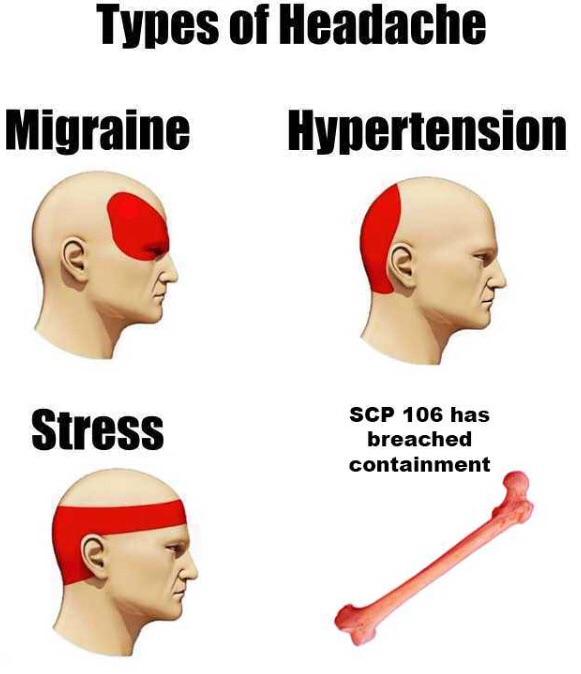 Types of Headache
Migraine
Hypertension
Stress
SCP 106 has
breached
containment